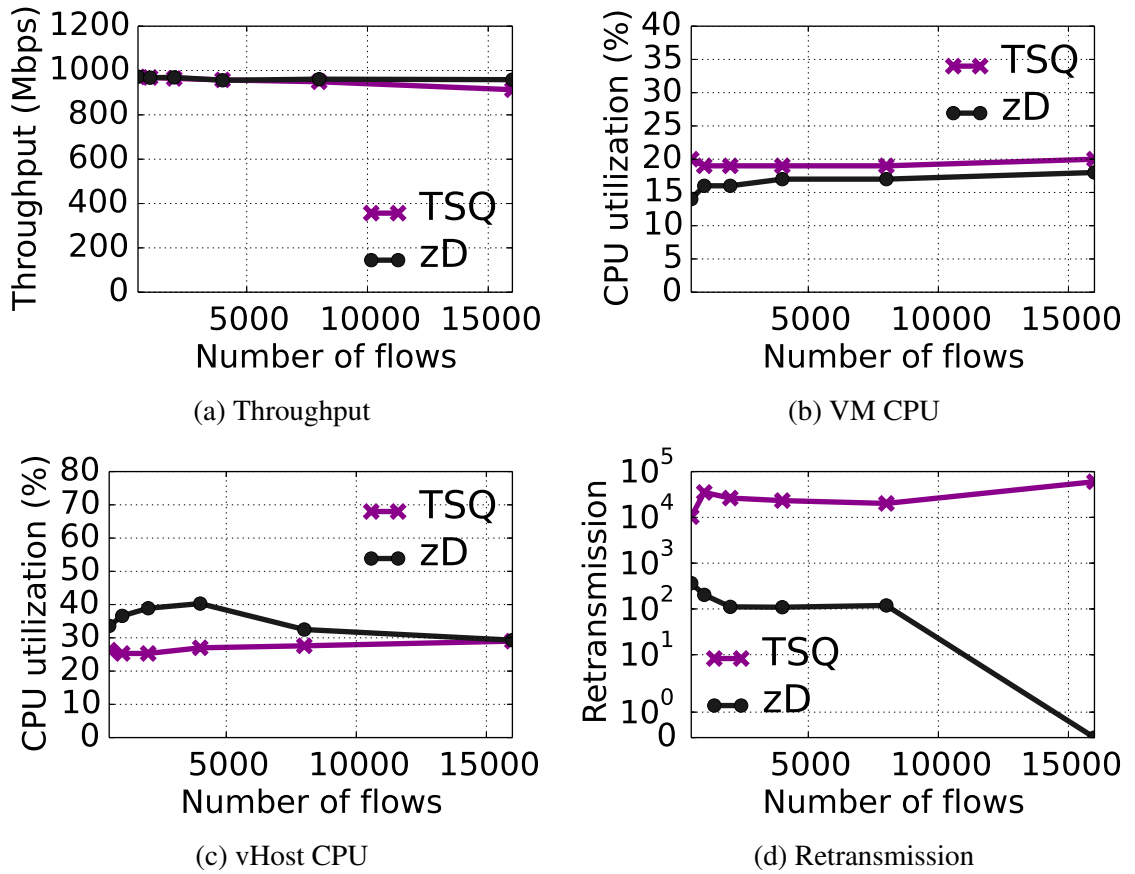 Throughput (Mbps)
1200
1000
800
600
400
200
0
TSQ
zD
5000 10000 15000
Number of flows
(a) Throughput
CPU utilization (%)
40
35
30
25
20
15
10
5
0
TSQ
zD
5000 10000 15000
Number of flows
(b) VM CPU
CPU utilization (%)
80
70
60
50
40
30
20
10
0
TSQ
zD
5000 10000 15000
Number of flows
(c) vHost CPU
Retransmission
10^5
10^4
10^3
10^2
10^1
10^0
0
TSQ
zD
5000 10000 15000
Number of flows
(d) Retransmission